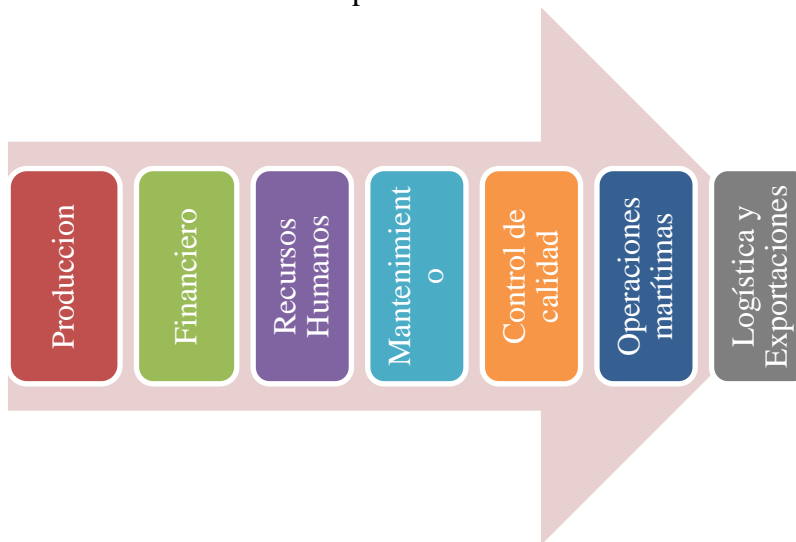 Produccion
Financiero
Recursos
Humanos
Mantenimient
o
Control de
calidad
Operaciones
marítimas
Logística y
Exportaciones